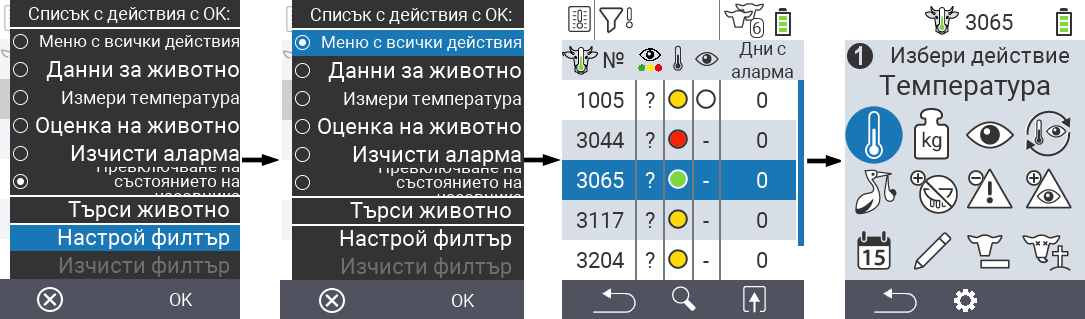 Списък с действия с OK:
Меню с всички действия
Данни за животно
Измери температура
Оценка на животно
Изчисти аларма
Превключване на
състоянието на
Търси животно
Настрой филтър
Изчисти филтър
OK
Списък с действия с OK:
Меню с всички действия
Данни за животно
Измери температура
Оценка на животно
Изчисти аларма
Превключване на
състоянието на
Търси животно
Настрой филтър
Изчисти филтър
OK
6
№ Дни с
аларма
1005 ? 0
3044 ? - 0
3065 ? - 0
3117 ? - 0
3204 ? - 0
3065
1 Избери действие
Температура
kg
15